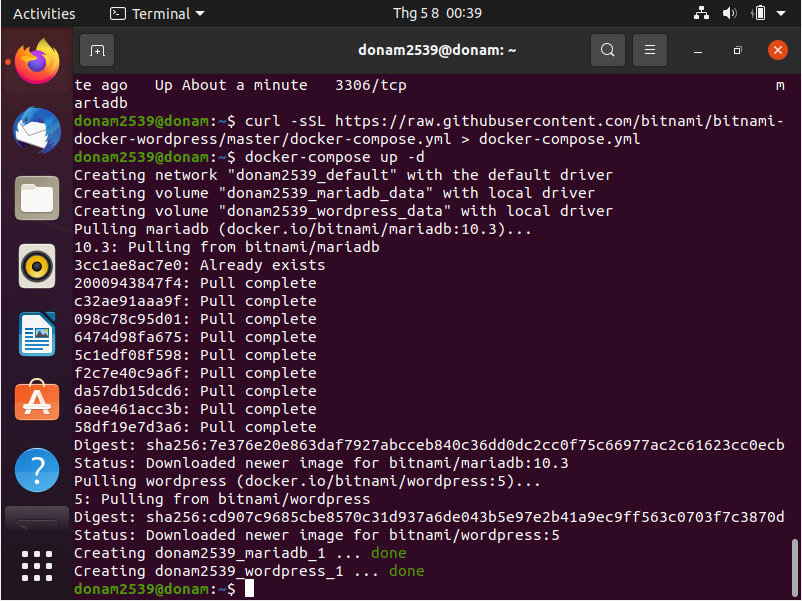 Activities
Terminal
Thg 5 8 00:39
donam2539@donam: ~
te ago   Up About a minute   3306/tcp                                         m
ariadb
donam2539@donam:~$ curl -sSL https://raw.githubusercontent.com/bitnami/bitnami-
docker-wordpress/master/docker-compose.yml > docker-compose.yml
donam2539@donam:~$ docker-compose up -d
Creating network "donam2539_default" with the default driver
Creating volume "donam2539_mariadb_data" with local driver
Creating volume "donam2539_wordpress_data" with local driver
Pulling mariadb (docker.io/bitnami/mariadb:10.3)...
10.3: Pulling from bitnami/mariadb
3cc1ae8ac7e0: Already exists
2000943847f4: Pull complete
c32ae91aaa9f: Pull complete
098c78c95d01: Pull complete
6474d98fa675: Pull complete
5c1edf08f598: Pull complete
f2c7e40c9a6f: Pull complete
da57db15dcd6: Pull complete
6aee461acc3b: Pull complete
58df19e7d3a6: Pull complete
Digest: sha256:7e376e20e863daf7927abcceb840c36dd0dc2cc0f75c66977ac2c61623cc0ecb
Status: Downloaded newer image for bitnami/mariadb:10.3
Pulling wordpress (docker.io/bitnami/wordpress:5)...
5: Pulling from bitnami/wordpress
Digest: sha256:cd907c9685cbe8570c31d937a6de043b5e97e2b41a9ec9ff563c0703f7c3870d
Status: Downloaded newer image for bitnami/wordpress:5
Creating donam2539_mariadb_1 ... done
Creating donam2539_wordpress_1 ... done
donam2539@donam:~$